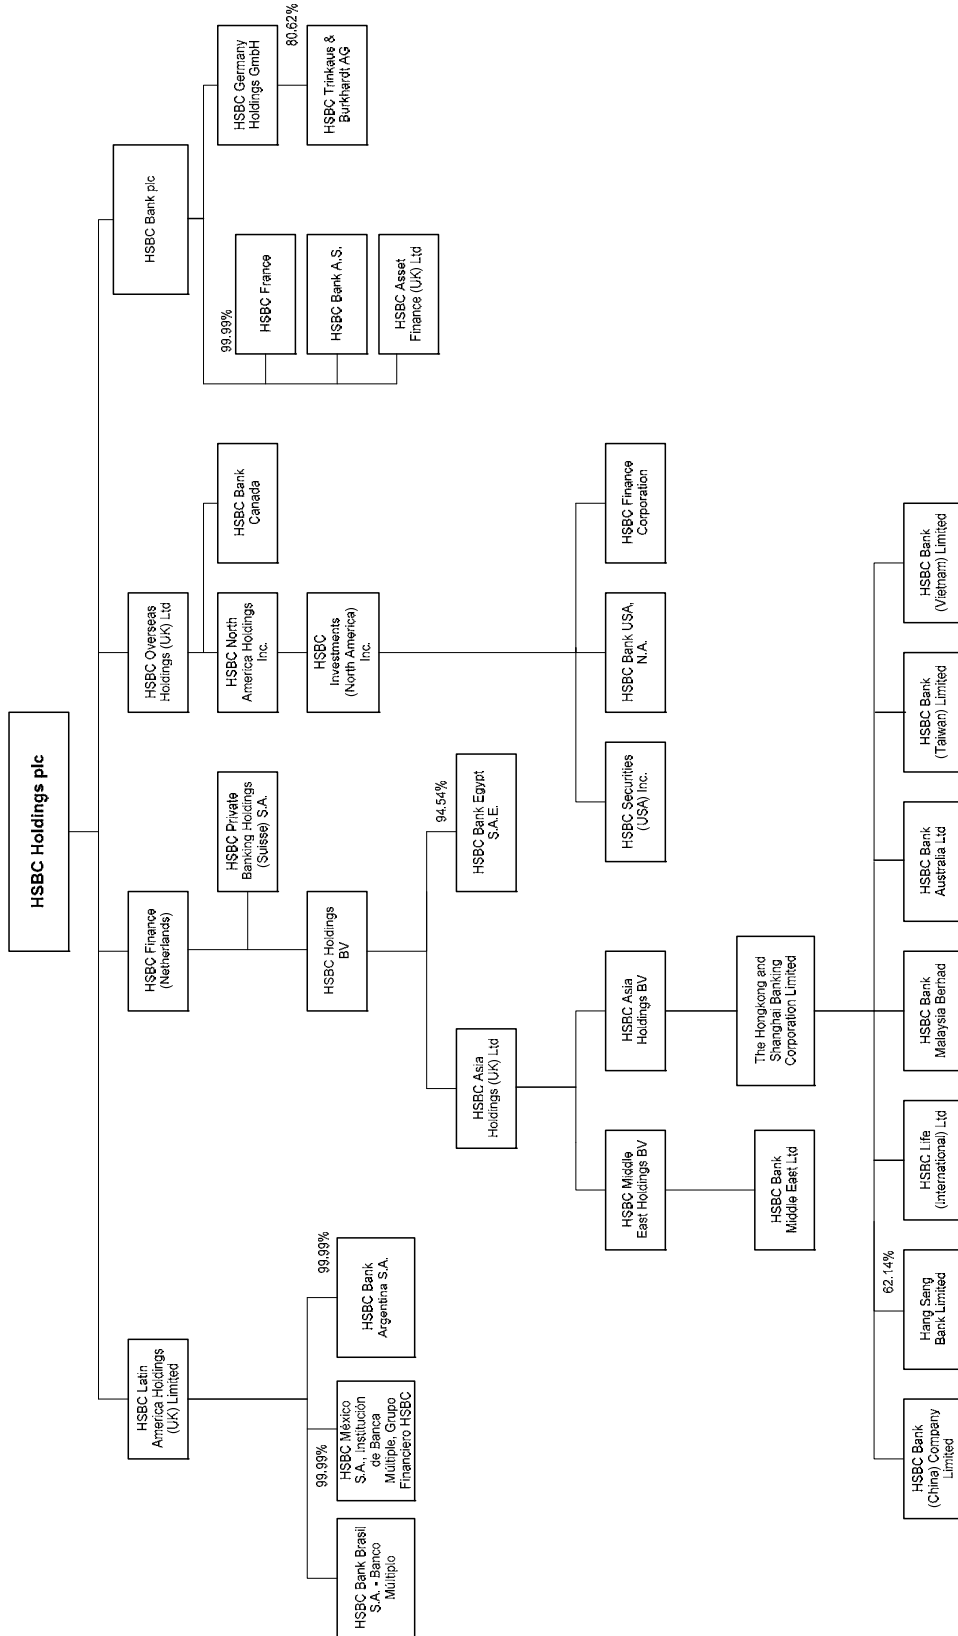 HSBC Holdings plc
HSBC Latin
America Holdings
(UK) Limited
HSBC Finance
(Netherlands)
HSBC Overseas
Holdings (UK) Ltd
HSBC Bank plc
HSBC Private
Banking Holdings
(Suisse) S.A.
HSBC North
America Holdings
Inc.
HSBC Bank
Canada
99.99%
HSBC France
HSBC Germany
Holdings GmbH
80.62%
HSBC Bank Brasil
S.A. - Banco
Múltiplo
99.99%
HSBC México
S.A., Institución
de Banca
Múltiple, Grupo
Financiero HSBC
99.99%
HSBC Bank
Argentina S.A.
HSBC Holdings
BV
HSBC
Investments
(North America)
Inc.
HSBC Bank A.S.
HSBC Trinkaus &
Burkhardt AG
HSBC Asset
Finance (UK) Ltd
94.54%
HSBC Asia
Holdings (UK) Ltd
HSBC Bank Egypt
S.A.E.
HSBC Middle
East Holdings BV
HSBC Asia
Holdings BV
HSBC Securities
(USA) Inc.
HSBC Bank USA,
N.A.
HSBC Finance
Corporation
HSBC Bank
Middle East Ltd
The Hongkong and
Shanghai Banking
Corporation Limited
62.14%
HSBC Bank
(China) Company
Limited
Hang Seng
Bank Limited
HSBC Life
(International) Ltd
HSBC Bank
Malaysia Berhad
HSBC Bank
Australia Ltd
HSBC Bank
(Taiwan) Limited
HSBC Bank
(Vietnam) Limited